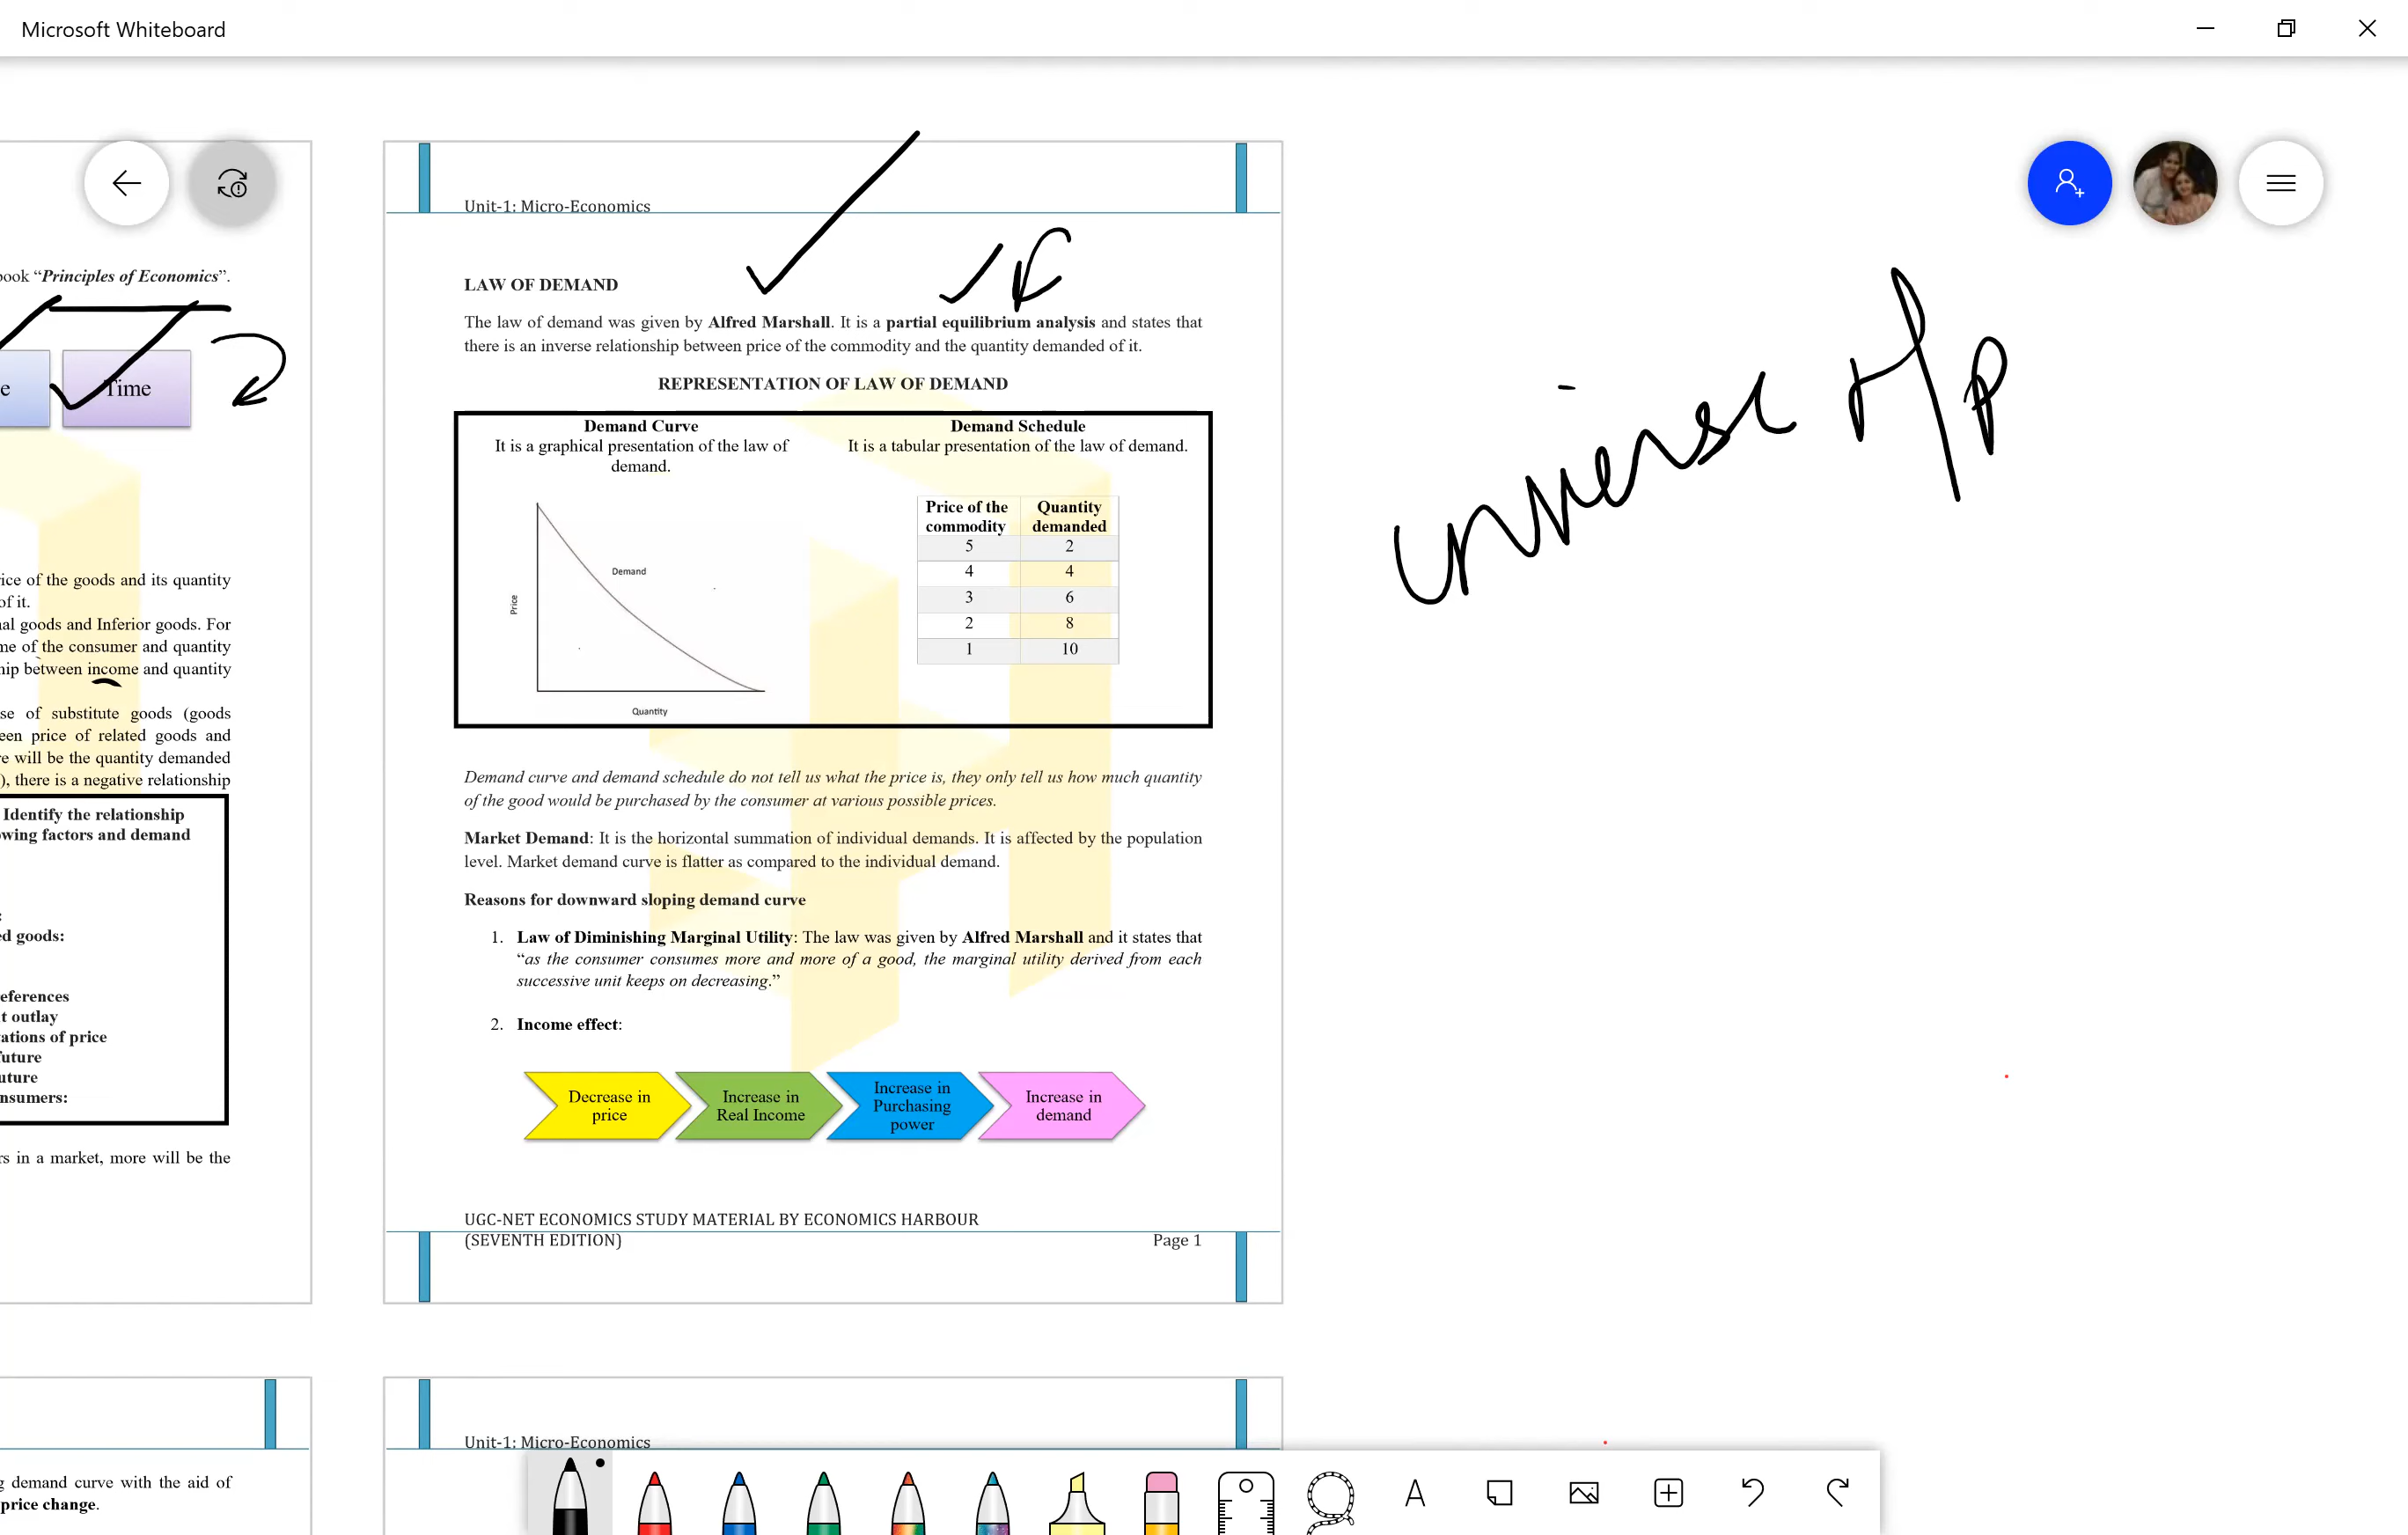 Microsoft Whiteboard
book “Principles of Economics”.
e
Time
ice of the goods and its quantity
of it.
al goods and Inferior goods. For
me of the consumer and quantity
hip between income and quantity
se of substitute goods (goods
een price of related goods and
re will be the quantity demanded
), there is a negative relationship
Identify the relationship
owing factors and demand
:
ed goods:
eferences
t outlay
ations of price
future
uture
nsumers:
rs in a market, more will be the
g demand curve with the aid of
price change.
Unit-1: Micro-Economics
LAW OF DEMAND
The law of demand was given by Alfred Marshall. It is a partial equilibrium analysis and states that
there is an inverse relationship between price of the commodity and the quantity demanded of it.
REPRESENTATION OF LAW OF DEMAND
Demand Curve
It is a graphical presentation of the law of
demand.
Demand
Price
Quantity
Demand Schedule
It is a tabular presentation of the law of demand.
Price of the commodity Quantity demanded
5 2
4 4
3 6
2 8
1 10
Demand curve and demand schedule do not tell us what the price is, they only tell us how much quantity
of the good would be purchased by the consumer at various possible prices.
Market Demand: It is the horizontal summation of individual demands. It is affected by the population
level. Market demand curve is flatter as compared to the individual demand.
Reasons for downward sloping demand curve
1. Law of Diminishing Marginal Utility: The law was given by Alfred Marshall and it states that
“as the consumer consumes more and more of a good, the marginal utility derived from each
successive unit keeps on decreasing.”
2. Income effect:
Decrease in
price
Increase in
Real Income
Increase in
Purchasing
power
Increase in
demand
UGC-NET ECONOMICS STUDY MATERIAL BY ECONOMICS HARBOUR
(SEVENTH EDITION) Page 1
Unit-1: Micro-Economics
inverse r/p
A